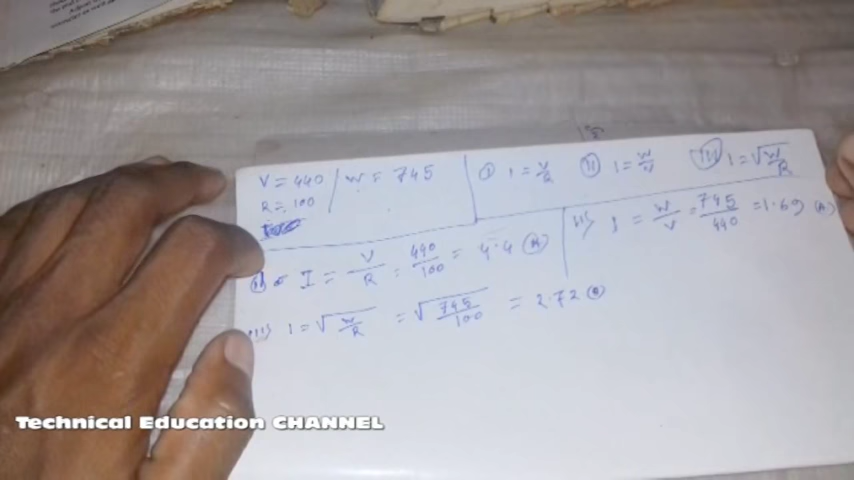 V = 440 / W = 745
R = 100
I I = V/R II I = W/V III I = √W/R
I = V/R = 440/100 = 4.4 (A)
II) I = W/V = 745/440 = 1.69 (A)
III) I = √W/R = √745/100 = 2.72 (A)
Technical Education CHANNEL